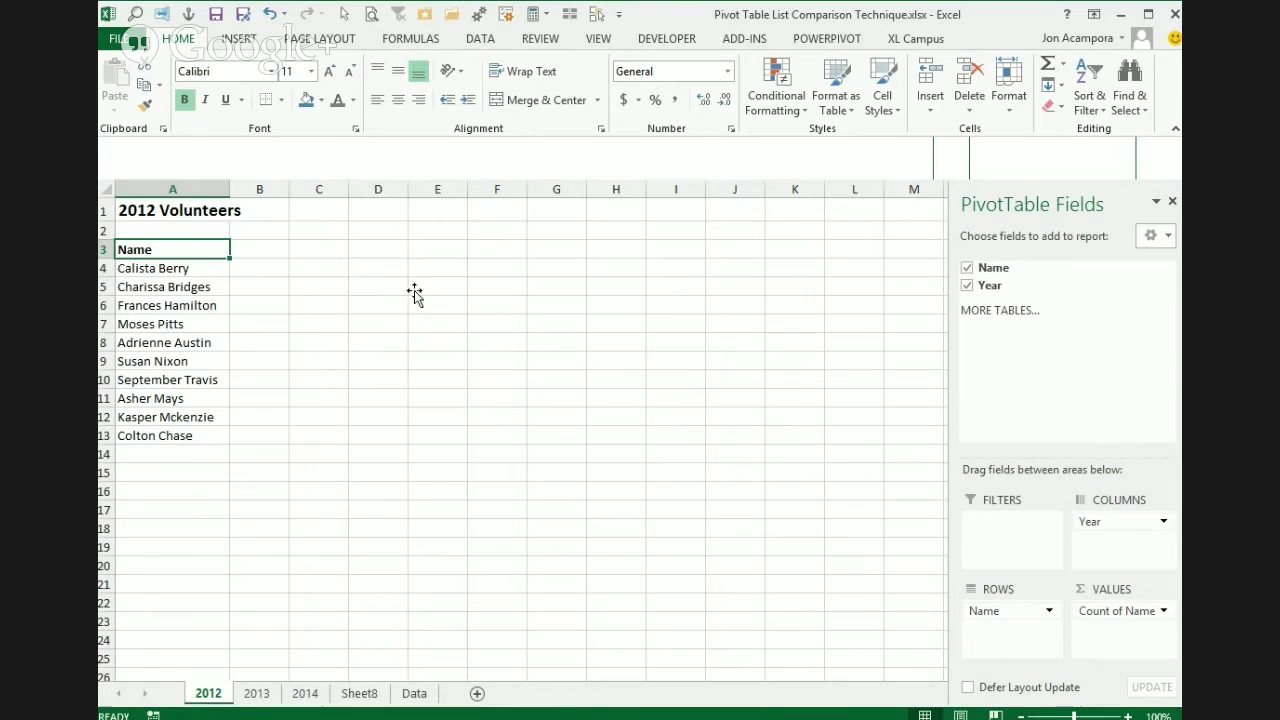 Pivot Table List Comparison Technique.xlsx - Excel
FILE HOME INSERT PAGE LAYOUT FORMULAS DATA REVIEW VIEW DEVELOPER ADD-INS POWERPIVOT XL Campus Jon Acampora
Google+
Paste
Calibri 11
B I U
Wrap Text
Merge & Center
General
$ %
Conditional Formatting
Format as Table
Cell Styles
Insert
Delete
Format
Sort & Filter
Find & Select
Clipboard Font Alignment Number Styles Cells Editing
A B C D E F G H I J K L M
1 2012 Volunteers
2
3 Name
4 Calista Berry
5 Charissa Bridges
6 Frances Hamilton
7 Moses Pitts
8 Adrienne Austin
9 Susan Nixon
10 September Travis
11 Asher Mays
12 Kasper Mckenzie
13 Colton Chase
14
15
16
17
18
19
20
21
22
23
24
25
26
PivotTable Fields
Choose fields to add to report:
Name
Year
MORE TABLES...
Drag fields between areas below:
FILTERS
COLUMNS
Year
ROWS
VALUES
Name
Count of Name
Defer Layout Update
UPDATE
2012 2013 2014 Sheet8 Data
READY
100%